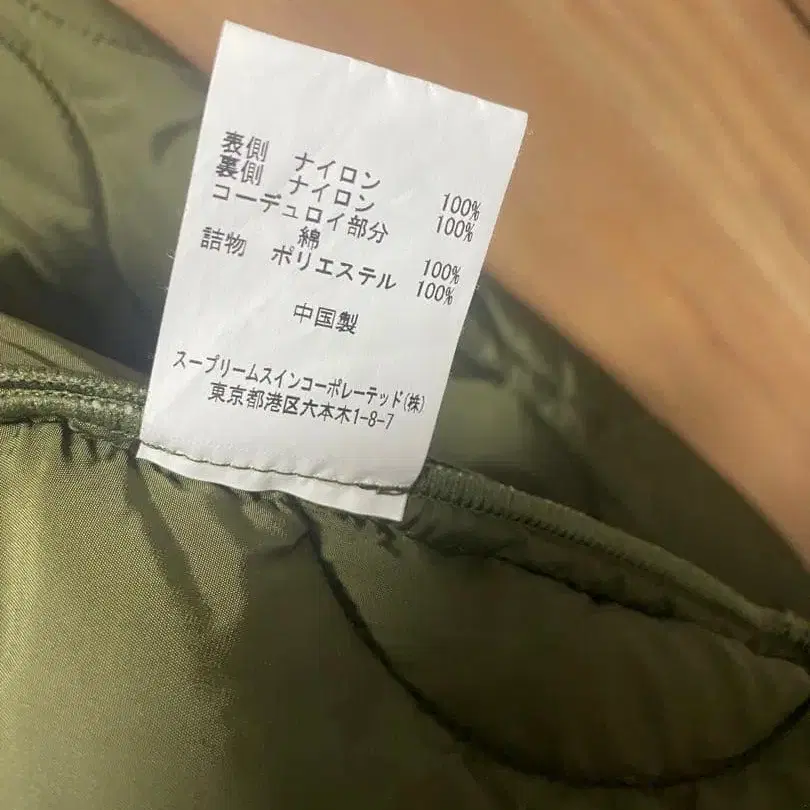 表側 ナイロン 100%
裏側 ナイロン 100%
コーデュロイ部分
綿 100%
詰物 ポリエステル 100%
中国製
スープリームスインコーポレーテッド(株)
東京都港区六本木1-8-7